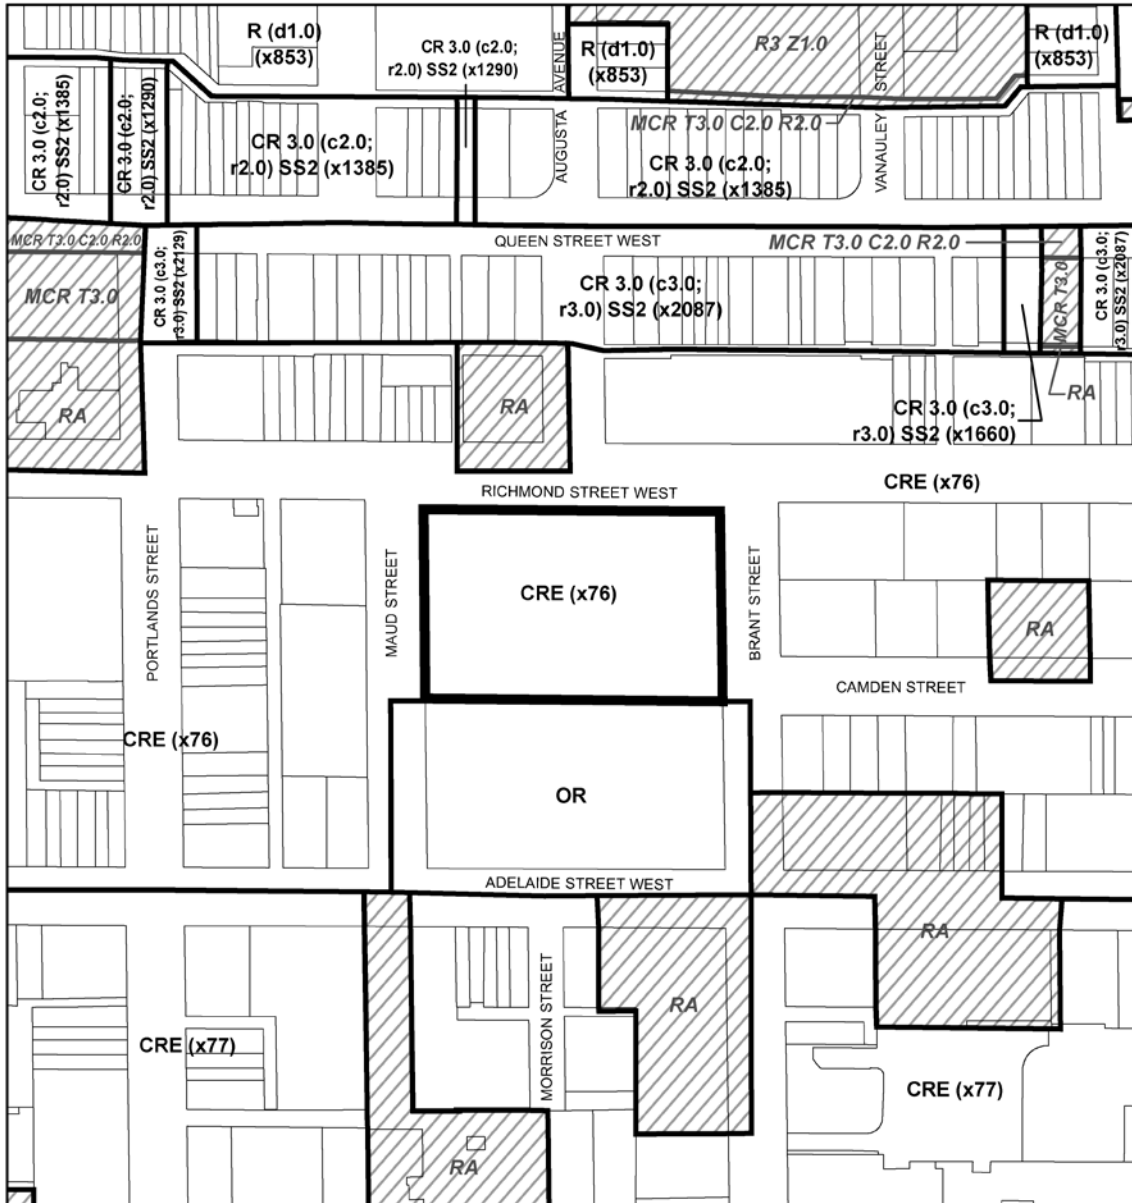 R (d1.0)
(x853)
CR 3.0 (c2.0;
r2.0) SS2 (x1290)
AVENUE
R (d1.0)
(x853)
R3 Z1.0
STREET
R (d1.0)
(x853)
CR 3.0 (c2.0;
r2.0) SS2 (x1385)
CR 3.0 (c2.0;
r2.0) SS2 (x1290)
CR 3.0 (c2.0;
r2.0) SS2 (x1385)
AUGUSTA
MCR T3.0 C2.0 R2.0
CR 3.0 (c2.0;
r2.0) SS2 (x1385)
VANAULEY
MCR T3.0 C2.0 R2.0
QUEEN STREET WEST
MCR T3.0 C2.0 R2.0
MCR T3.0
CR 3.0 (c3.0;
r3.0) SS2 (x2129)
CR 3.0 (c3.0;
r3.0) SS2 (x2087)
MCR T3.0
CR 3.0 (c3.0;
r3.0) SS2 (x2087)
RA
RA
RA
CR 3.0 (c3.0;
r3.0) SS2 (x1660)
RICHMOND STREET WEST
CRE (x76)
PORTLANDS STREET
MAUD STREET
CRE (x76)
BRANT STREET
RA
CAMDEN STREET
CRE (x76)
OR
ADELAIDE STREET WEST
RA
MORRISON STREET
RA
CRE (x77)
CRE (x77)
RA